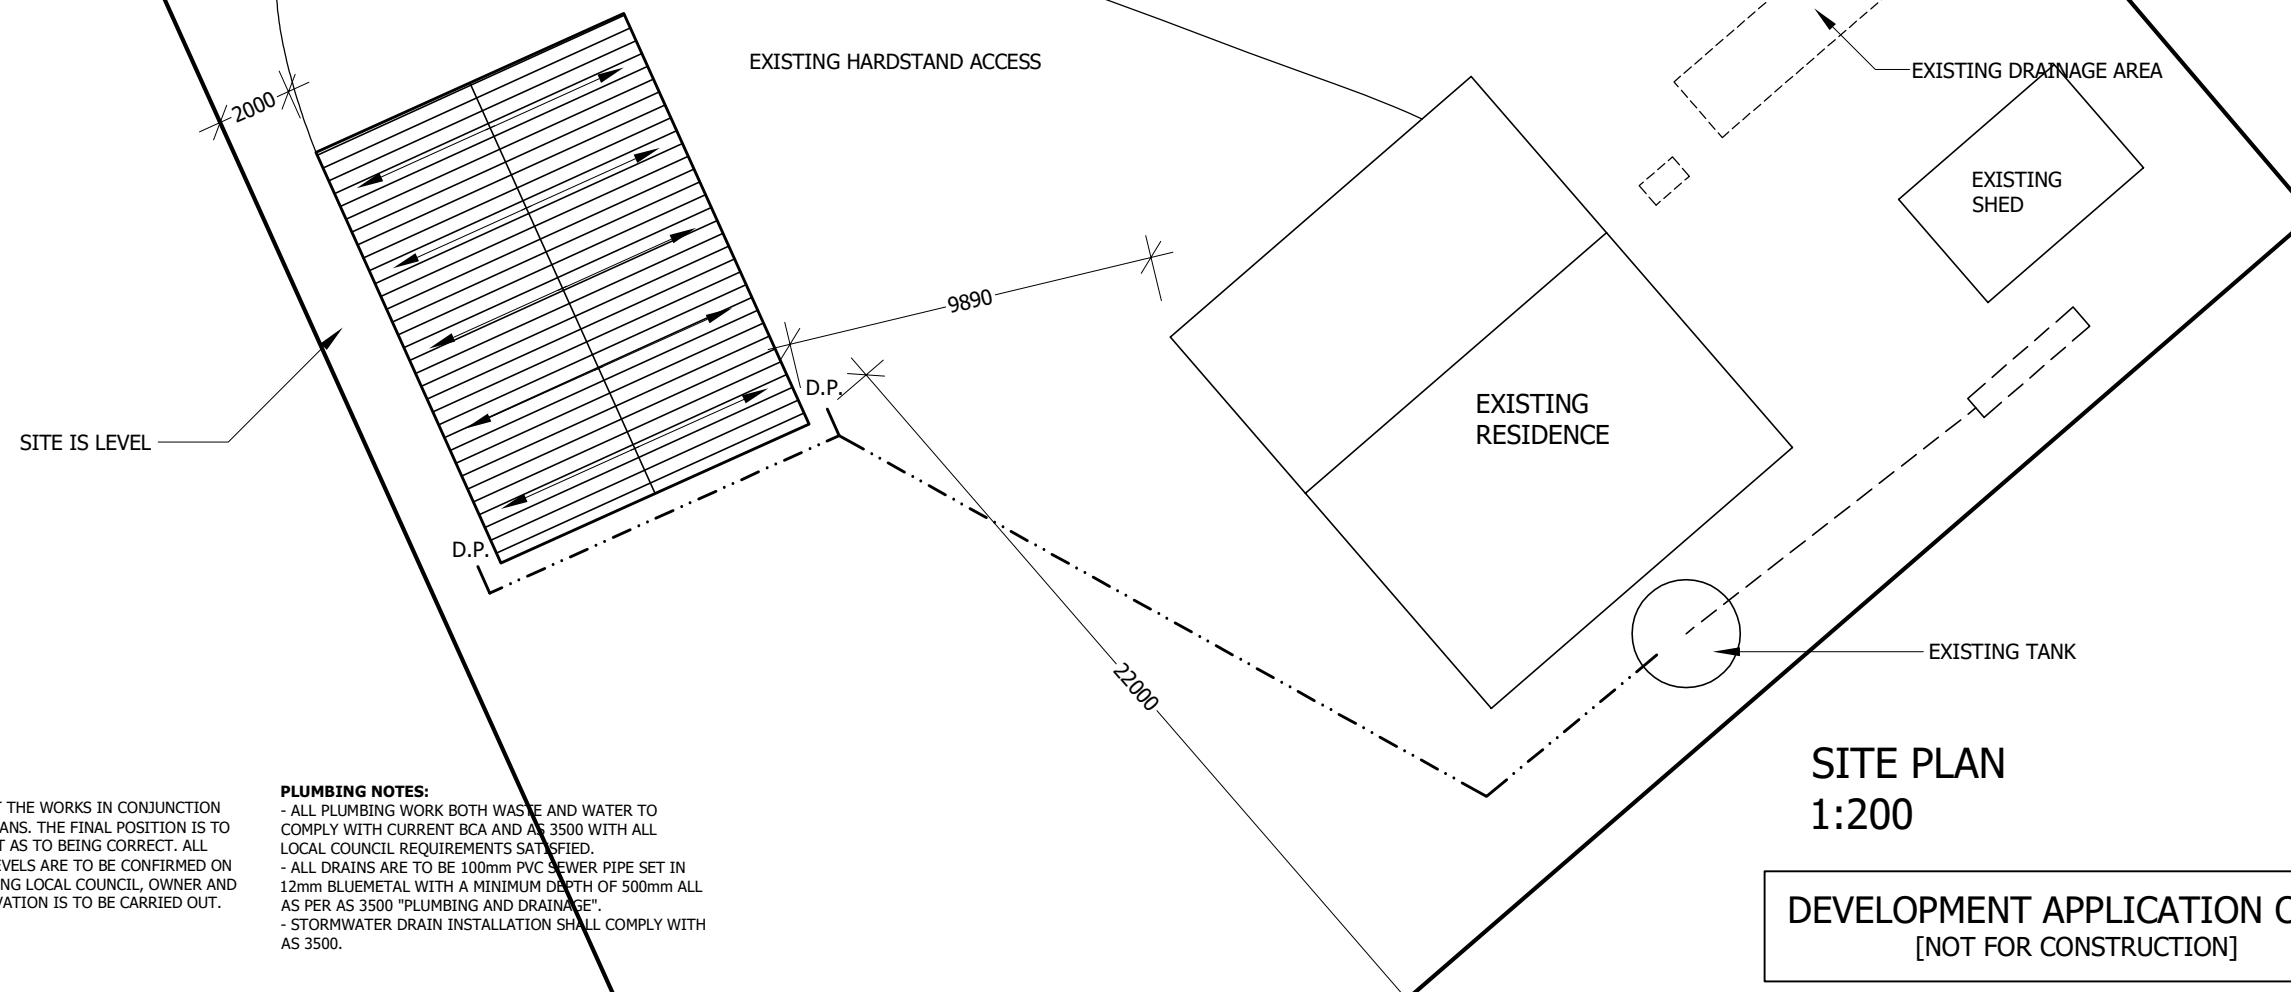 EXISTING HARDSTAND ACCESS
EXISTING DRAINAGE AREA
2000
EXISTING
SHED
9890
D.P.
EXISTING
RESIDENCE
SITE IS LEVEL
D.P.
22000
EXISTING TANK
SITE PLAN
1:200
THE WORKS IN CONJUNCTION
THE FINAL POSITION IS TO
AS TO BEING CORRECT. ALL
ARE TO BE CONFIRMED ON
LOCAL COUNCIL, OWNER AND
IS TO BE CARRIED OUT.
PLUMBING NOTES:
- ALL PLUMBING WORK BOTH WASTE AND WATER TO
COMPLY WITH CURRENT BCA AND AS 3500 WITH ALL
LOCAL COUNCIL REQUIREMENTS SATISFIED.
- ALL DRAINS ARE TO BE 100mm PVC SEWER PIPE SET IN
12mm BLUEMETAL WITH A MINIMUM DEPTH OF 500mm ALL
AS PER AS 3500 "PLUMBING AND DRAINAGE".
- STORMWATER DRAIN INSTALLATION SHALL COMPLY WITH
AS 3500.
DEVELOPMENT APPLICATION
[NOT FOR CONSTRUCTION]